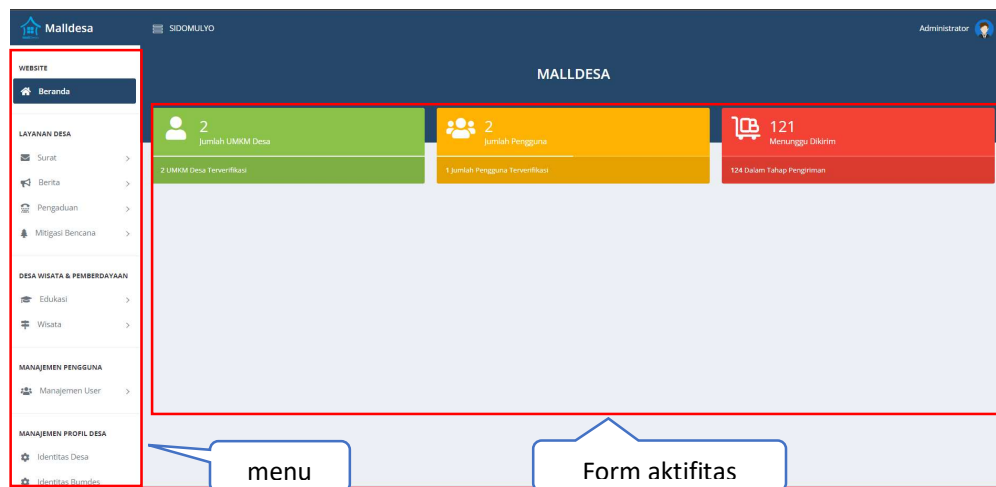 Malldesa
SIDOMULYO
Administrator
WEBSITE
Beranda
LAYANAN DESA
Surat
Berita
Pengaduan
Mitigasi Bencana
DESA WISATA & PEMBERDAYAAN
Edukasi
Wisata
MANAJEMEN PENGGUNA
Manajemen User
MANAJEMEN PROFIL DESA
Identitas Desa
Identitas Bumdes
MALLDESA
2
Jumlah UMKM Desa
2 UMKM Desa Terverifikasi
2
Jumlah Pengguna
1 Jumlah Pengguna Terverifikasi
121
Menunggu Dikirim
124 Dalam Tahap Pengiriman
menu
Form aktifitas